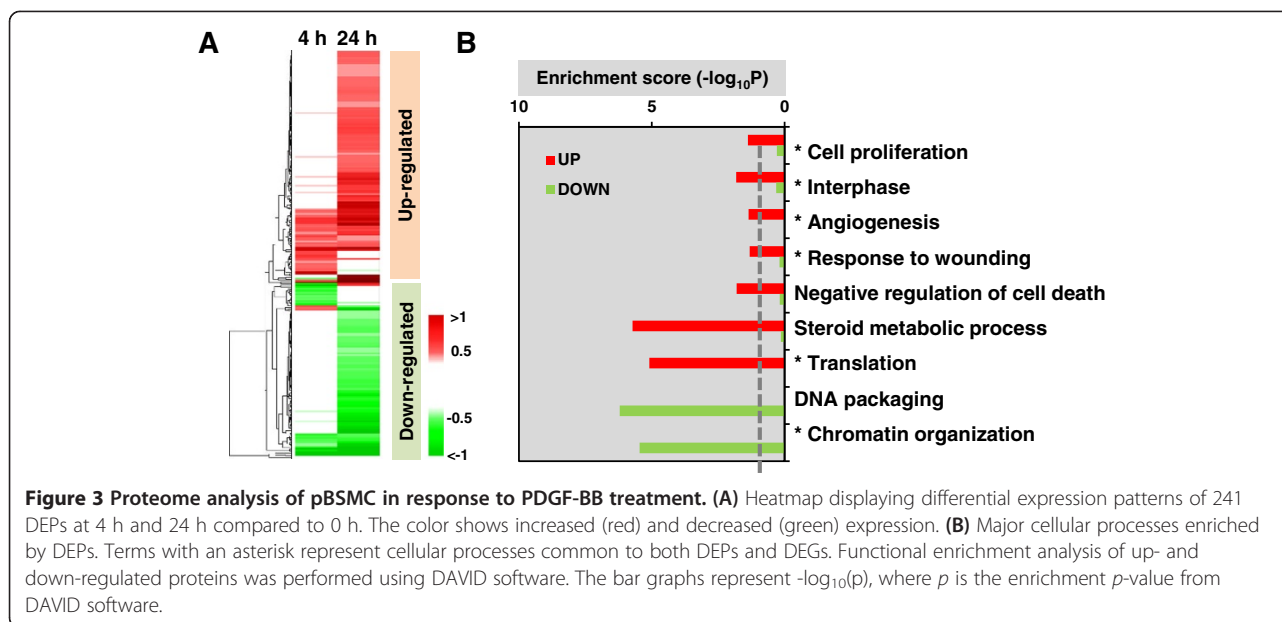 A
4 h 24 h
Up-regulated
Down-regulated
>1
0.5
-0.5
<-1
B
Enrichment score (-log10P)
10 5 0
UP
DOWN
* Cell proliferation
* Interphase
* Angiogenesis
* Response to wounding
Negative regulation of cell death
Steroid metabolic process
* Translation
DNA packaging
* Chromatin organization
Figure 3 Proteome analysis of pBSMC in response to PDGF-BB treatment. (A) Heatmap displaying differential expression patterns of 241
DEPs at 4 h and 24 h compared to 0 h. The color shows increased (red) and decreased (green) expression. (B) Major cellular processes enriched
by DEPs. Terms with an asterisk represent cellular processes common to both DEPs and DEGs. Functional enrichment analysis of up- and
down-regulated proteins was performed using DAVID software. The bar graphs represent -log10(p), where p is the enrichment p-value from
DAVID software.